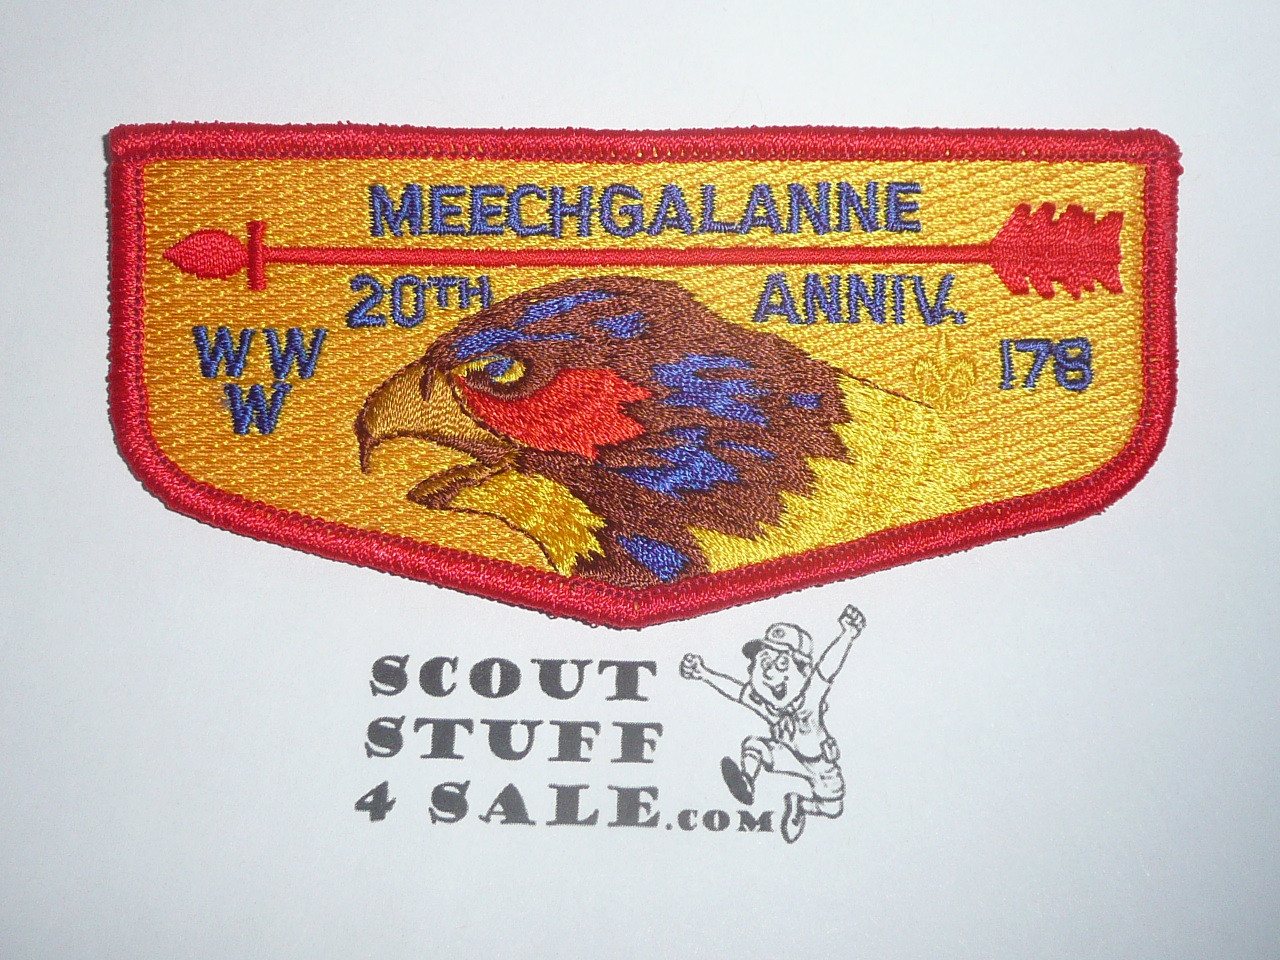 MEECHGALANNE
20TH ANNIV.
WW
W
178
SCOUT
STUFF
4 SALE.COM